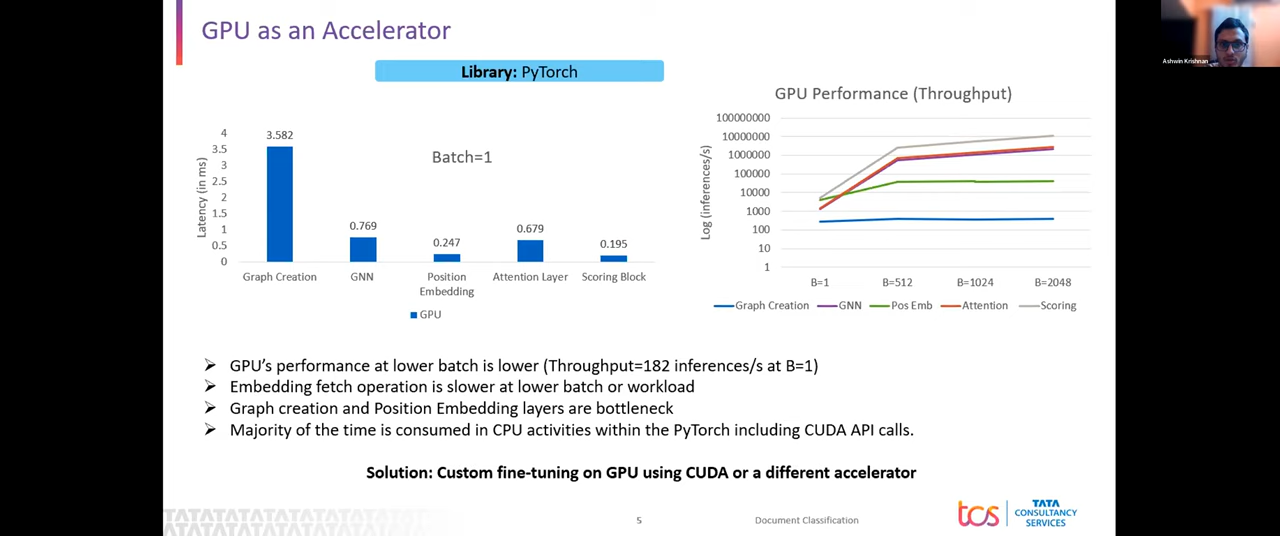 GPU as an Accelerator
Library: PyTorch
Ashwin Krishnan
Latency (in ms)
4
3.5
3
2.5
2
1.5
1
0.5
0
Batch=1
3.582
0.769
0.247
0.679
0.195
Graph Creation
GNN
Position
Embedding
Attention Layer
Scoring Block
GPU
GPU Performance (Throughput)
Log (inferences/s)
100000000
10000000
1000000
100000
10000
1000
100
10
1
B=1
B=512
B=1024
B=2048
Graph Creation
GNN
Pos Emb
Attention
Scoring
➢ GPU's performance at lower batch is lower (Throughput=182 inferences/s at B=1)
➢ Embedding fetch operation is slower at lower batch or workload
➢ Graph creation and Position Embedding layers are bottleneck
➢ Majority of the time is consumed in CPU activities within the PyTorch including CUDA API calls.
Solution: Custom fine-tuning on GPU using CUDA or a different accelerator
5
Document Classification
tcs
TATA
CONSULTANCY
SERVICES